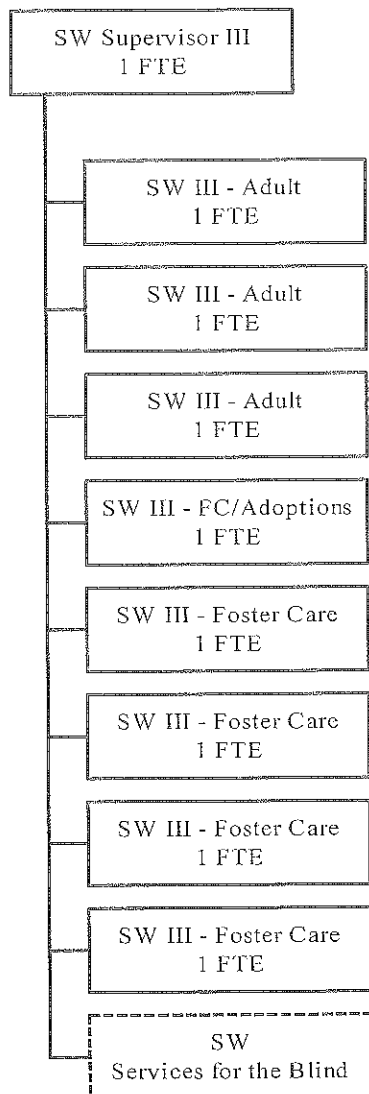 SW Supervisor III
1 FTE
SW III - Adult
1 FTE
SW III - Adult
1 FTE
SW III - Adult
1 FTE
SW III - FC/Adoptions
1 FTE
SW III - Foster Care
1 FTE
SW III - Foster Care
1 FTE
SW III - Foster Care
1 FTE
SW III - Foster Care
1 FTE
SW
Services for the Blind